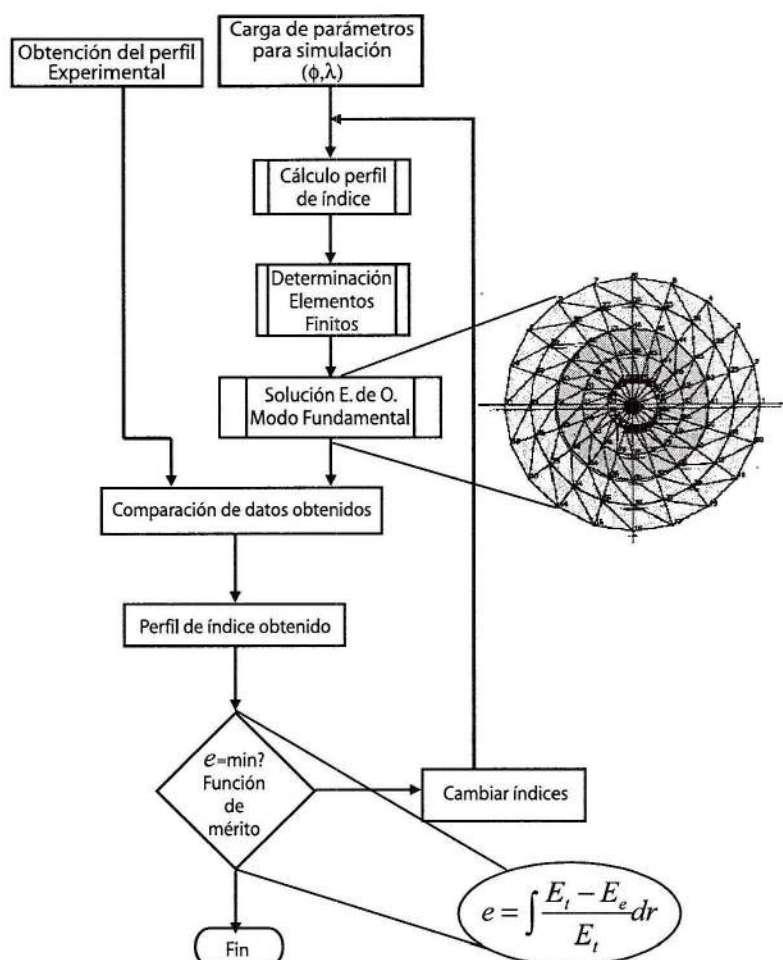 Obtención del perfil
Experimental
Carga de parámetros
para simulación
(ϕ,λ)
Cálculo perfil
de índice
Determinación
Elementos
Finitos
Solución E. de O.
Modo Fundamental
Comparación de datos obtenidos
Perfil de índice obtenido
e=min?
Función
de
mérito
Cambiar índices
e = ∫ (E_t − E_e)/E_t dr
Fin